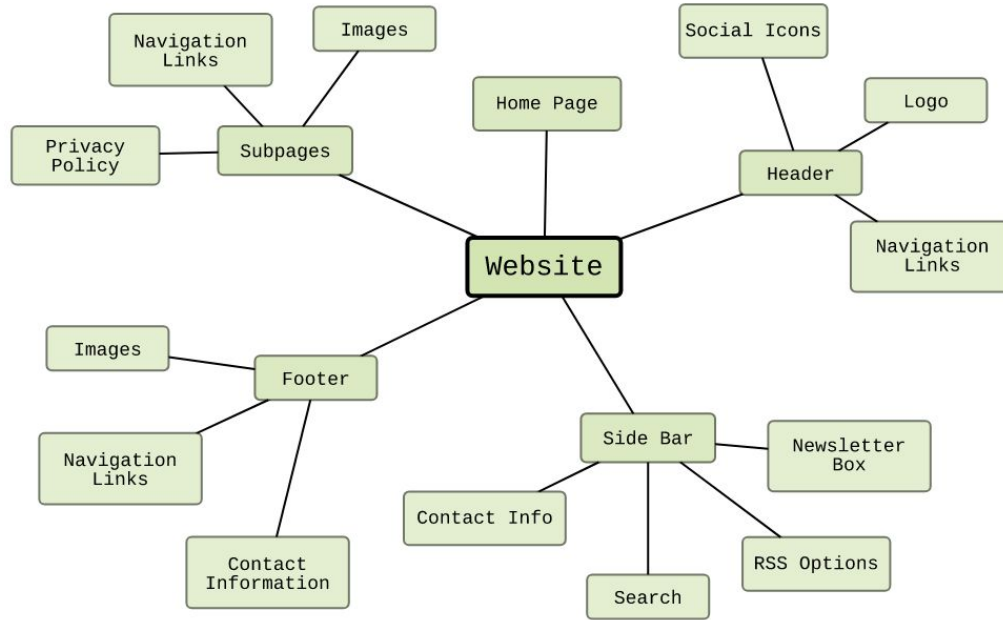 Navigation
Links
Images
Social Icons
Home Page
Logo
Privacy
Policy
Subpages
Header
Navigation
Links
Website
Images
Footer
Side Bar
Newsletter
Box
Navigation
Links
Contact Info
Contact
Information
RSS Options
Search